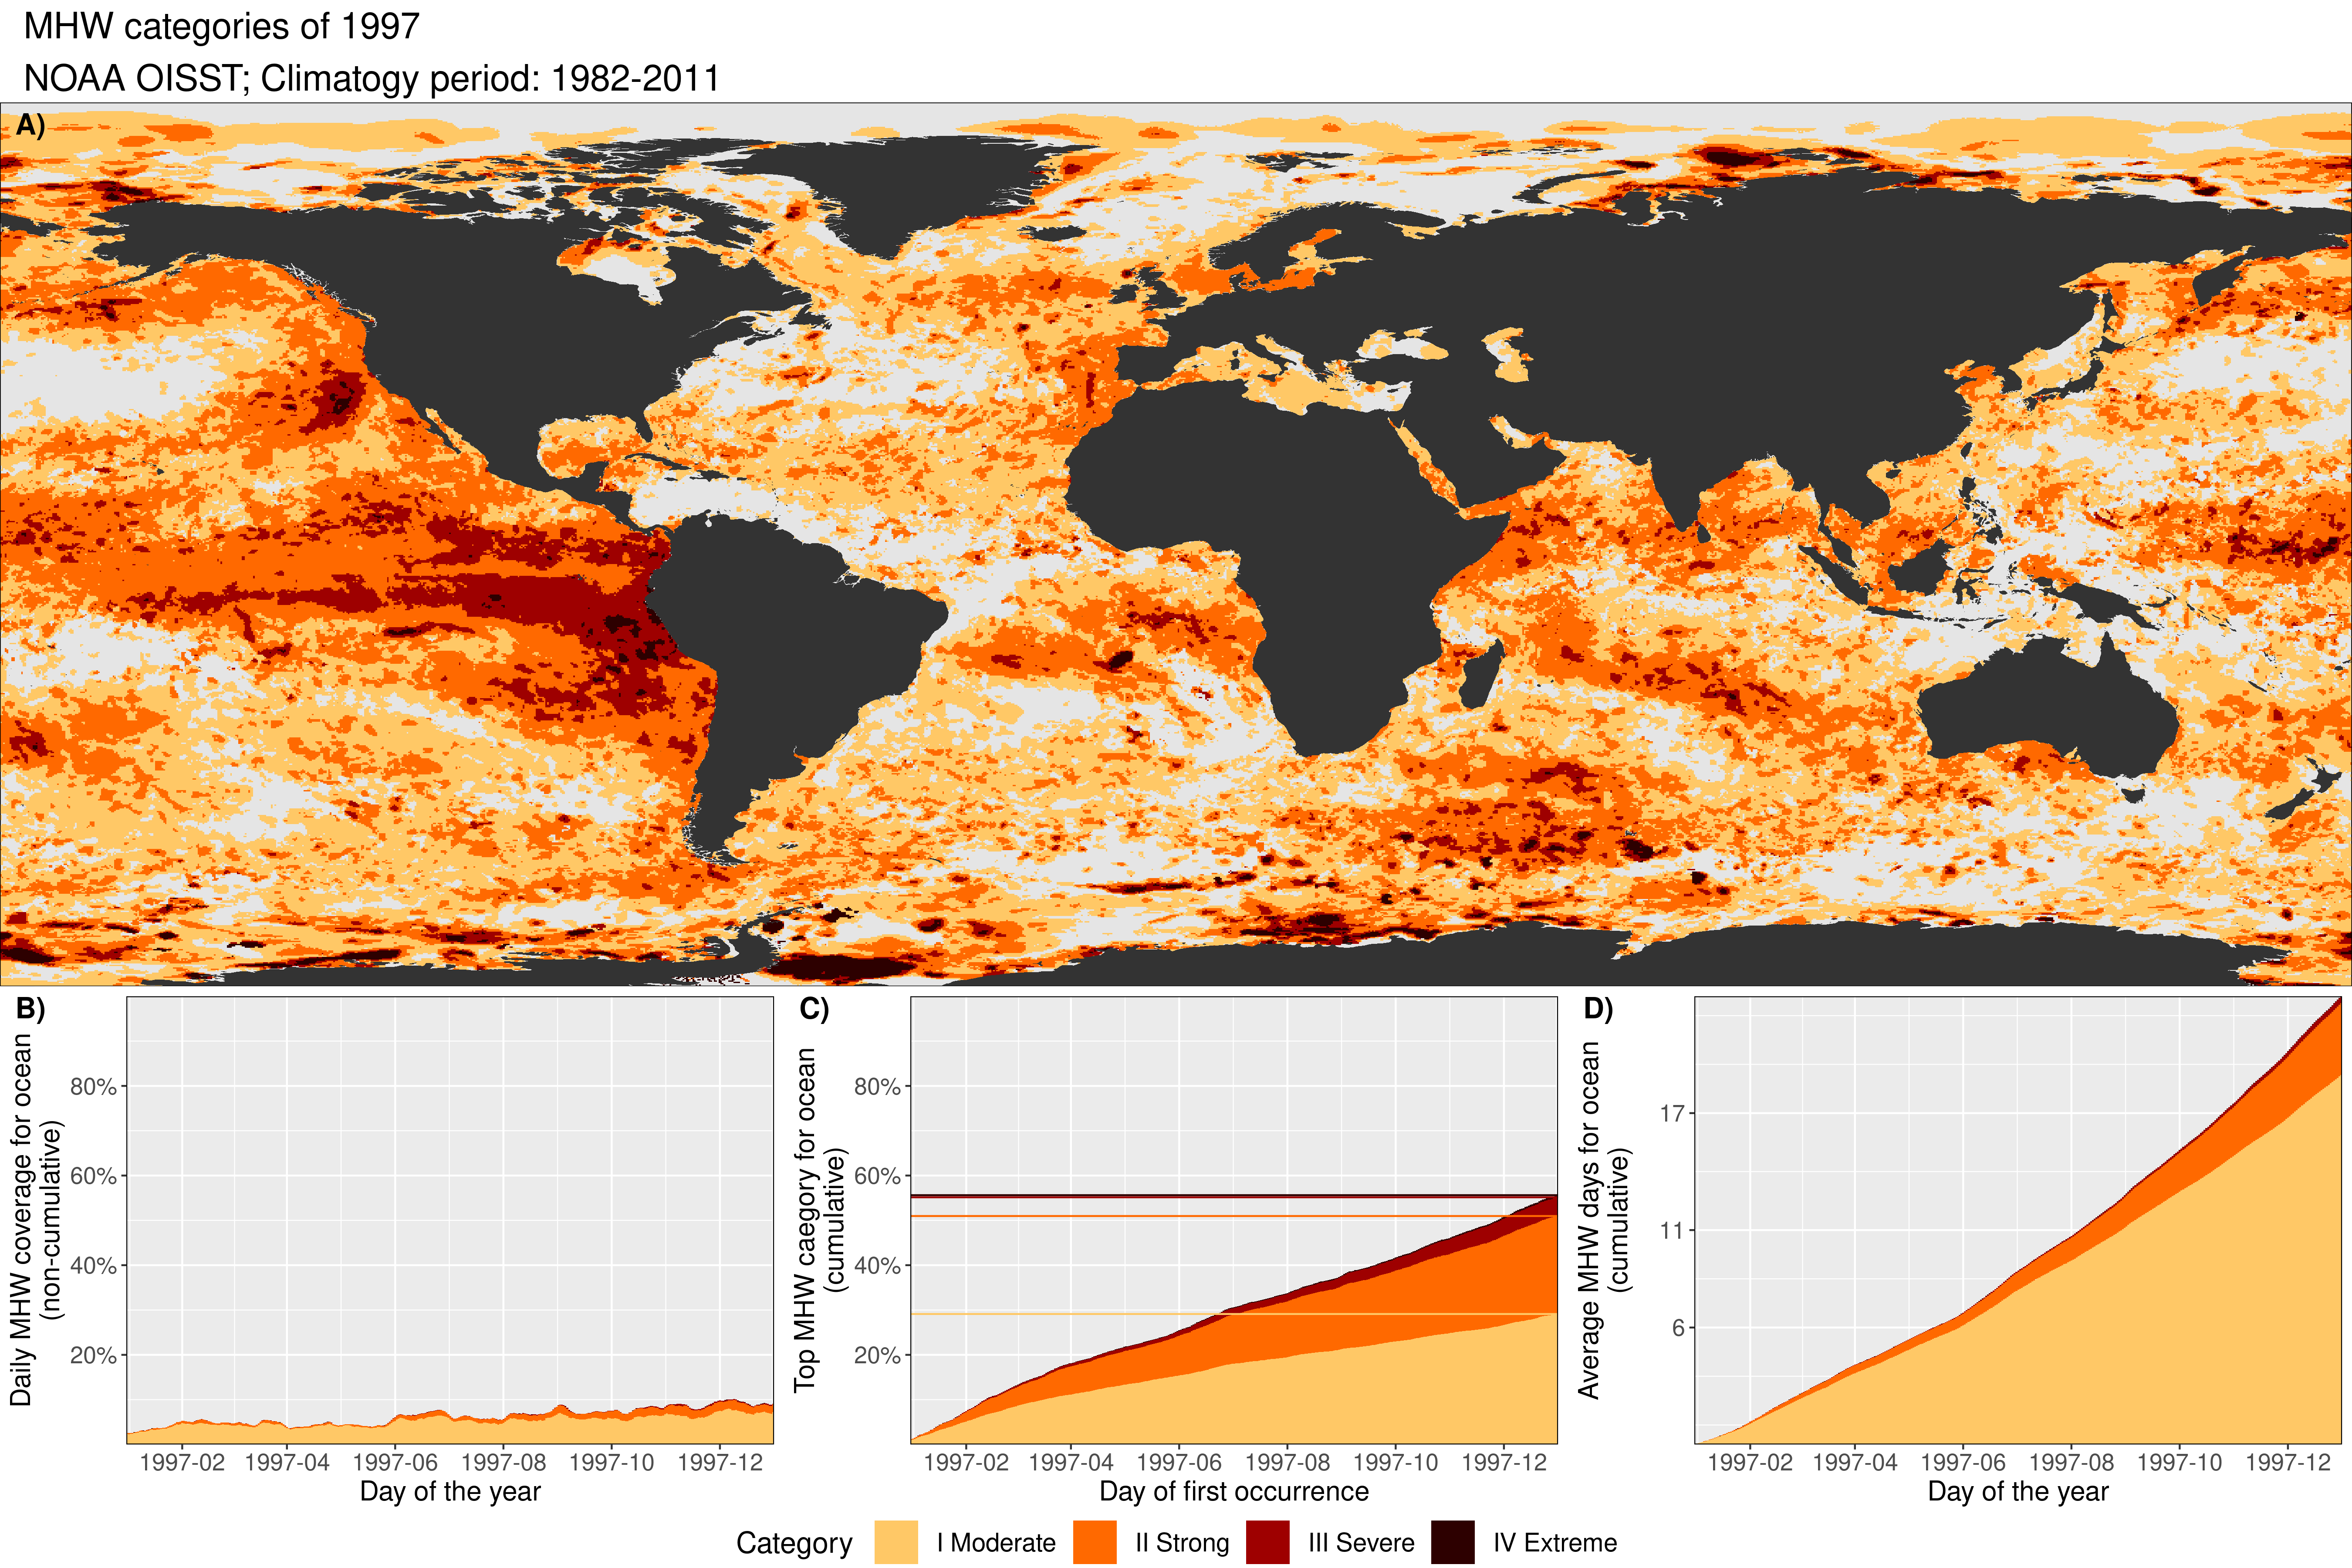 MHW categories of 1997
NOAA OISST; Climatogy period: 1982-2011
A)
B)
Daily MHW coverage for ocean
(non-cumulative)
80%
60%
40%
20%
1997-02 1997-04 1997-06 1997-08 1997-10 1997-12
Day of the year
C)
Top MHW category for ocean
(cumulative)
80%
60%
40%
20%
1997-02 1997-04 1997-06 1997-08 1997-10 1997-12
Day of first occurrence
D)
Average MHW days for ocean
(cumulative)
17
11
6
1997-02 1997-04 1997-06 1997-08 1997-10 1997-12
Day of the year
Category I Moderate II Strong III Severe IV Extreme